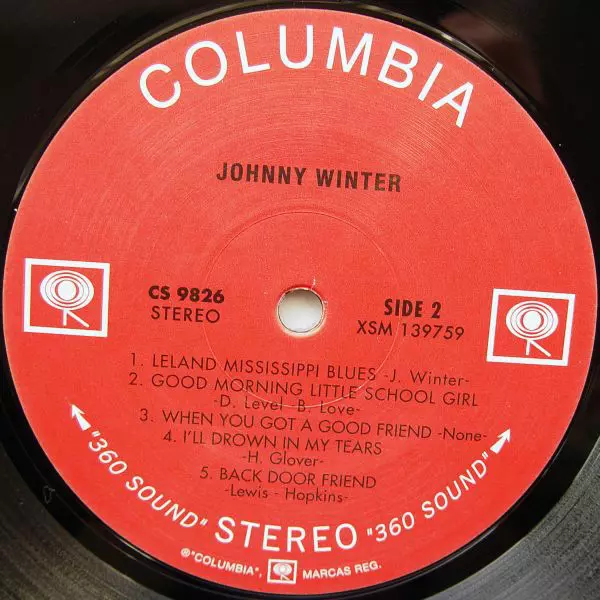 COLUMBIA
JOHNNY WINTER
CS 9826
STEREO
SIDE 2
XSM 139759
1. LELAND MISSISSIPPI BLUES -J. Winter-
2. GOOD MORNING LITTLE SCHOOL GIRL
-D. Level -B. Love-
3. WHEN YOU GOT A GOOD FRIEND -None-
4. I'LL DROWN IN MY TEARS
-H. Glover-
5. BACK DOOR FRIEND
-Lewis - Hopkins-
"360 SOUND" STEREO "360 SOUND"
®"COLUMBIA", MARCAS REG.